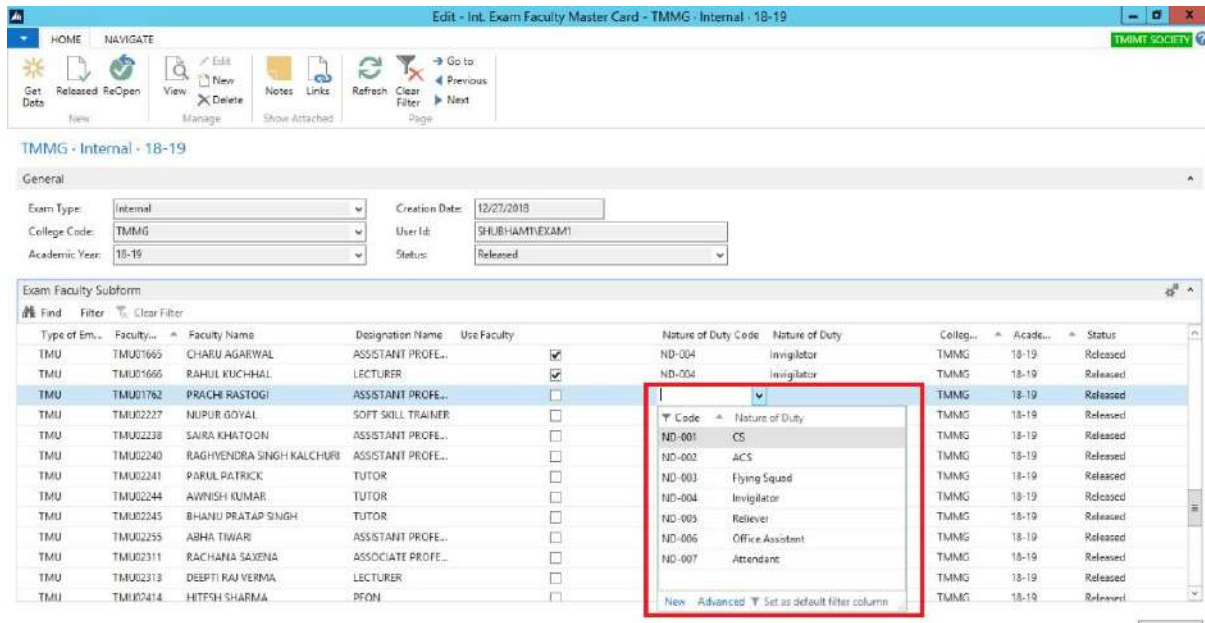 Edit - Int. Exam Faculty Master Card - TMMG · Internal · 18-19
HOME NAVIGATE TMIMT SOCIETY
Get Data Released ReOpen View Edit New Delete Notes Links Refresh Clear Filter Go to Previous Next
New Manage Show Attached Page
TMMG · Internal · 18-19
General
Exam Type: Internal Creation Date: 12/27/2018
College Code: TMMG User Id: SHUBHAM1\EXAM1
Academic Year: 18-19 Status: Released
Exam Faculty Subform
Find Filter Clear Filter
Type of Em... Faculty... Faculty Name Designation Name Use Faculty Nature of Duty Code Nature of Duty Colleg... Acade... Status
TMU TMU01665 CHARU AGARWAL ASSISTANT PROFE... ND-004 Invigilator TMMG 18-19 Released
TMU TMU01666 RAHUL KUCHHAL LECTURER ND-004 Invigilator TMMG 18-19 Released
TMU TMU01762 PRACHI RASTOGI ASSISTANT PROFE... TMMG 18-19 Released
TMU TMU02227 NUPUR GOYAL SOFT SKILL TRAINER Code Nature of Duty TMMG 18-19 Released
TMU TMU02238 SAIRA KHATOON ASSISTANT PROFE... ND-001 CS TMMG 18-19 Released
TMU TMU02240 RAGHVENDRA SINGH KALCHURI ASSISTANT PROFE... ND-002 ACS TMMG 18-19 Released
TMU TMU02241 PARUL PATRICK TUTOR ND-003 Flying Squad TMMG 18-19 Released
TMU TMU02244 AWNISH KUMAR TUTOR ND-004 Invigilator TMMG 18-19 Released
TMU TMU02245 BHANU PRATAP SINGH TUTOR ND-005 Reliever TMMG 18-19 Released
TMU TMU02255 ABHA TIWARI ASSISTANT PROFE... ND-006 Office Assistent TMMG 18-19 Released
TMU TMU02311 RACHANA SAXENA ASSOCIATE PROFE... ND-007 Attendant TMMG 18-19 Released
TMU TMU02313 DEEPTI RAJ VERMA LECTURER TMMG 18-19 Released
TMU TMU02414 HITESH SHARMA PEON New Advanced Set as default filter column TMMG 18-19 Released